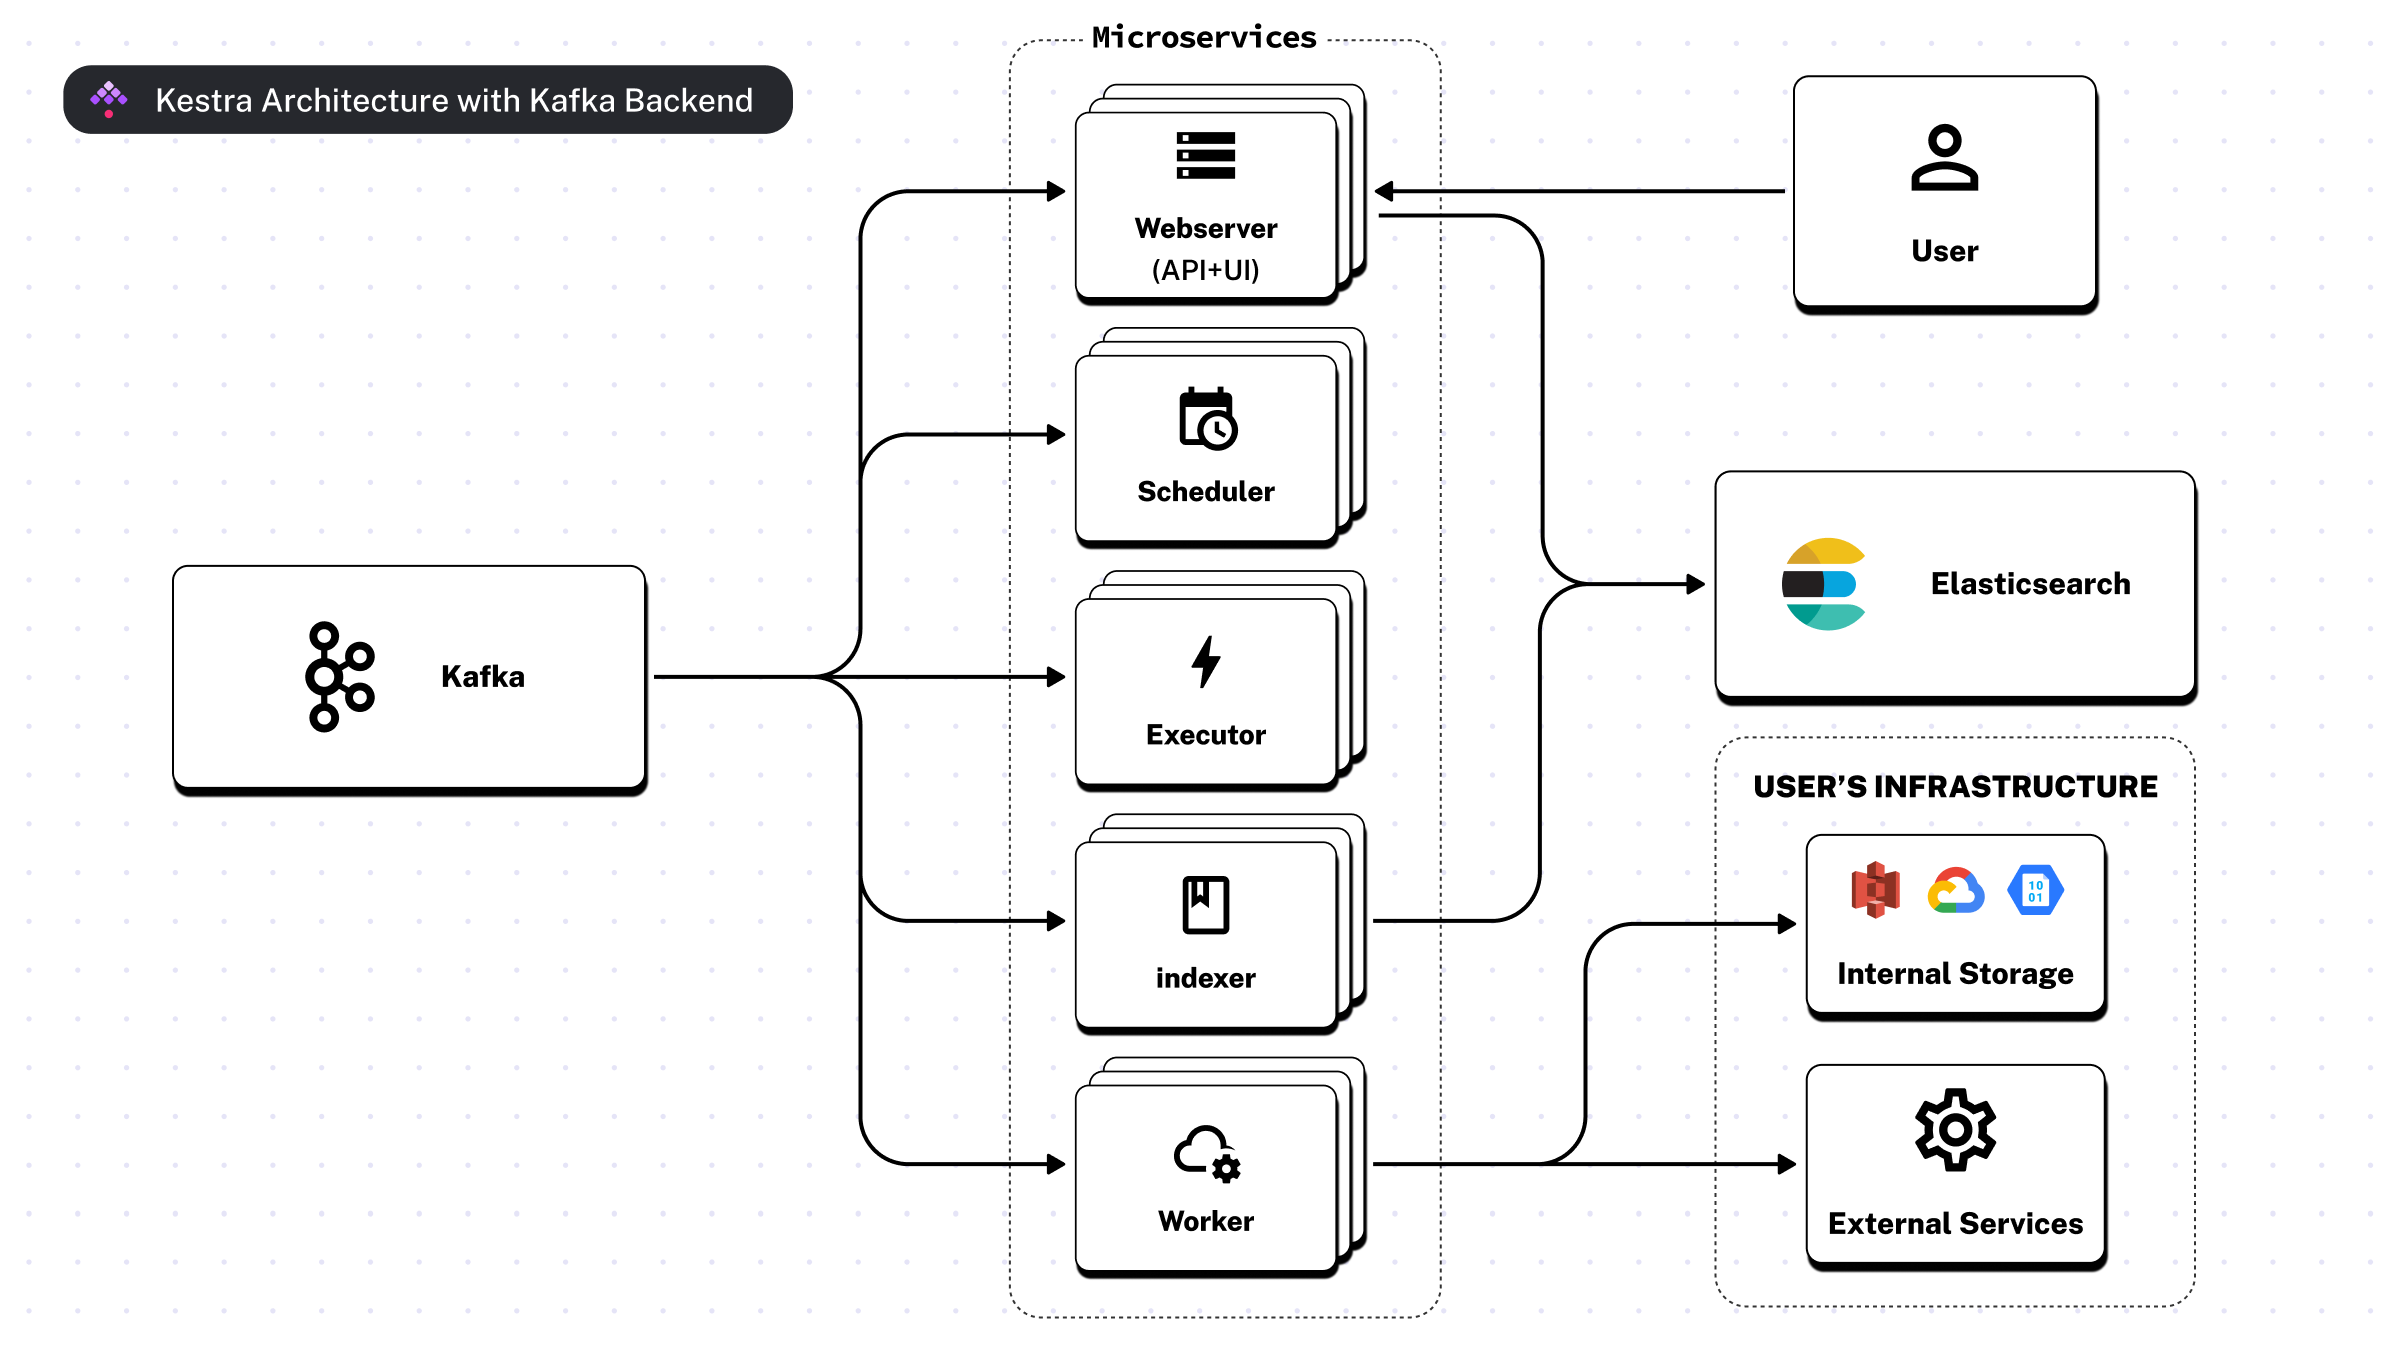 Kestra Architecture with Kafka Backend
Microservices
Webserver
(API+UI)
Scheduler
Executor
indexer
Worker
Kafka
User
Elasticsearch
USER’S INFRASTRUCTURE
10
01
Internal Storage
External Services